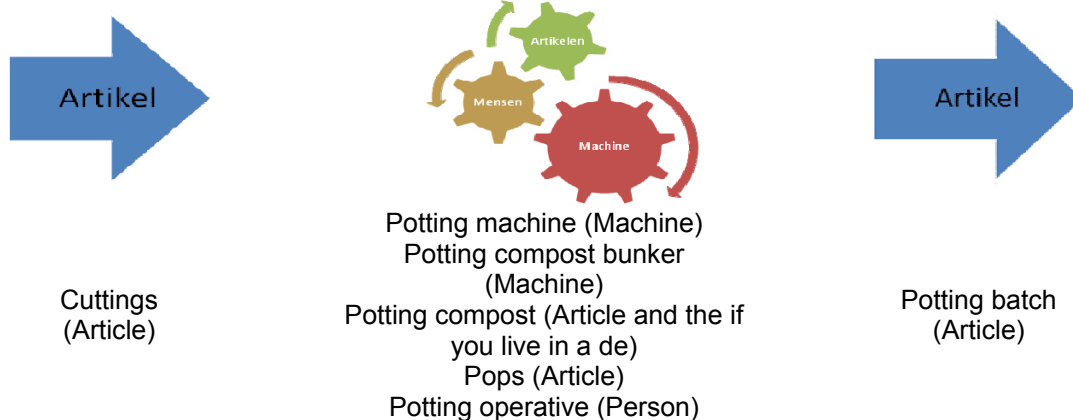 Artikel
Artikelen
Mensen
Machine
Artikel
Cuttings
(Article)
Potting machine (Machine)
Potting compost bunker
(Machine)
Potting compost (Article and the if
you live in a de)
Pops (Article)
Potting operative (Person)
Potting batch
(Article)